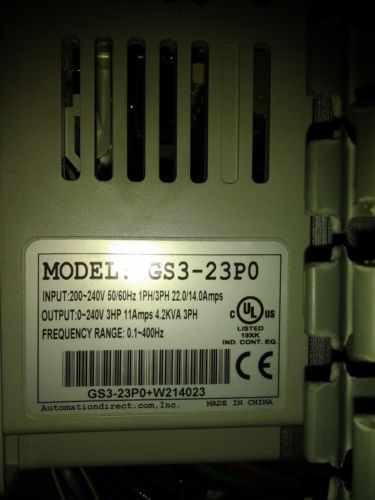 MODEL: GS3-23P0
INPUT:200~240V 50/60Hz 1PH/3PH 22.0/14.0Amps
OUTPUT:0~240V 3HP 11Amps 4.2KVA 3PH
FREQUENCY RANGE: 0.1~400Hz
C UL US
LISTED
19XK
IND. CONT. EQ.
GS3-23P0+W214023
Automationdirect.com,Inc.
MADE IN CHINA